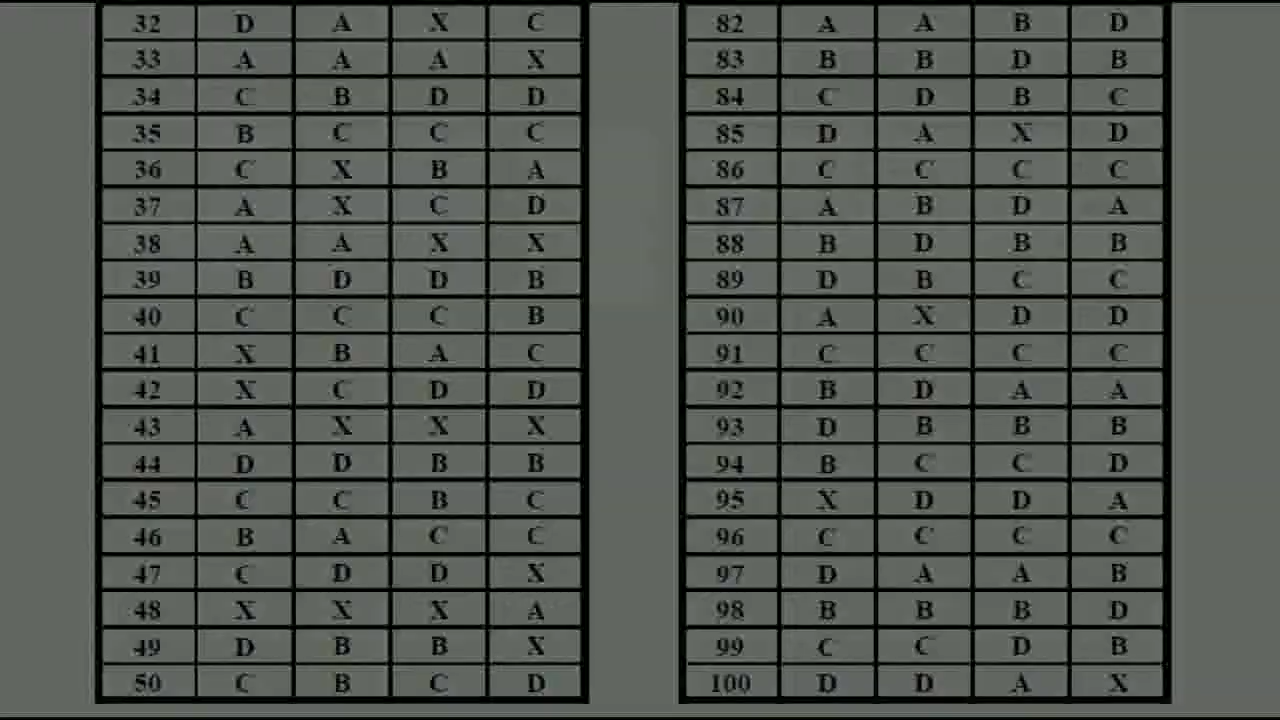 32 D A X C
33 A A A X
34 C B D D
35 B C C C
36 C X B A
37 A X C D
38 A A X X
39 B D D B
40 C C C B
41 X B A C
42 X C D D
43 A X X X
44 D D B B
45 C C B C
46 B A C C
47 C D D X
48 X X X A
49 D B B X
50 C B C D
82 A A B D
83 B B D B
84 C D B C
85 D A X D
86 C C C C
87 A B D A
88 B D B B
89 D B C C
90 A X D D
91 C C C C
92 B D A A
93 D B B B
94 B C C D
95 X D D A
96 C C C C
97 D A A B
98 B B B D
99 C C D B
100 D D A X